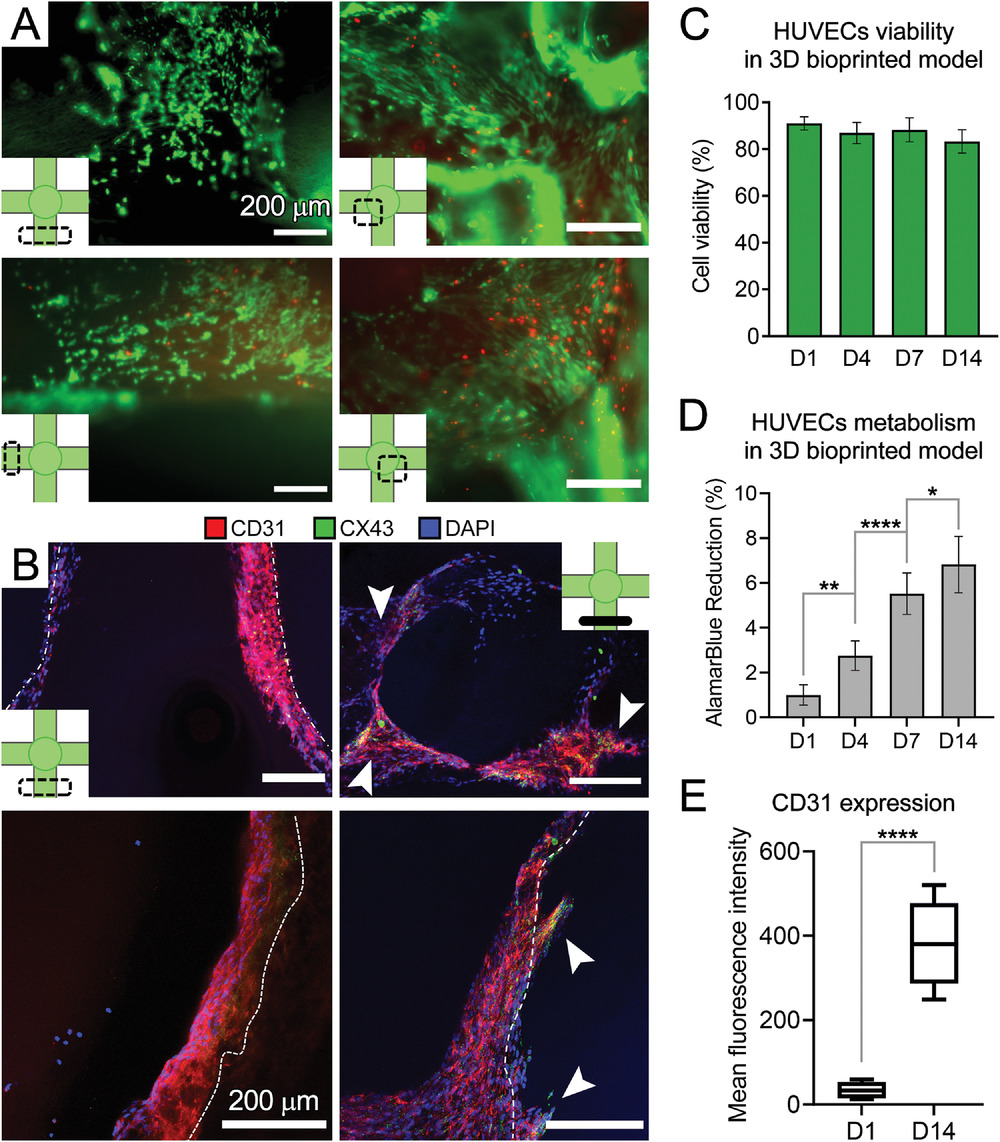 A
200 μm
CD31 CX43 DAPI
B
200 μm
C
HUVECs viability
in 3D bioprinted model
Cell viability (%)
100
80
60
40
20
0
D1 D4 D7 D14
D
HUVECs metabolism
in 3D bioprinted model
AlamarBlue Reduction (%)
10
8
6
4
2
0
**
****
*
D1 D4 D7 D14
E
CD31 expression
Mean fluorescence intensity
600
400
200
0
****
D1 D14